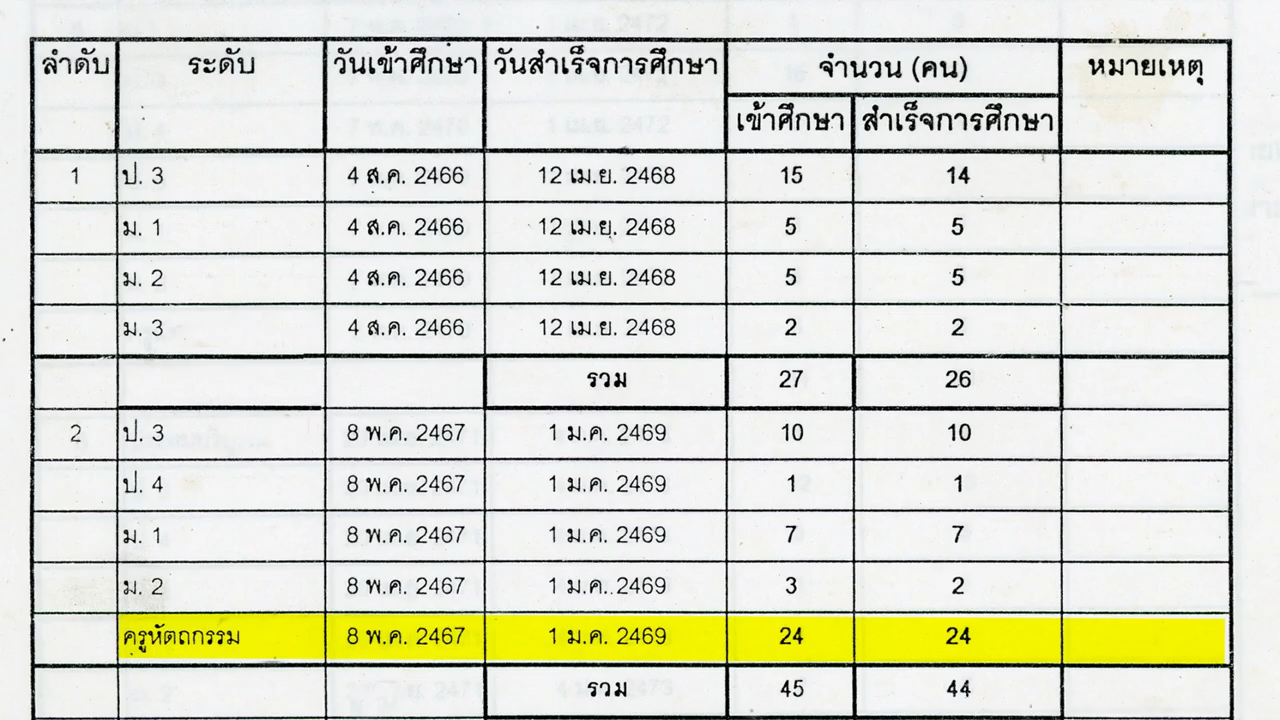 ลำดับ ระดับ วันเข้าศึกษา วันสำเร็จการศึกษา จำนวน (คน) หมายเหตุ
เข้าศึกษา สำเร็จการศึกษา
1 ป. 3 4 ส.ค. 2466 12 เม.ย. 2468 15 14
ม. 1 4 ส.ค. 2466 12 เม.ย. 2468 5 5
ม. 2 4 ส.ค. 2466 12 เม.ย. 2468 5 5
ม. 3 4 ส.ค. 2466 12 เม.ย. 2468 2 2
รวม 27 26
2 ป. 3 8 พ.ค. 2467 1 ม.ค. 2469 10 10
ป. 4 8 พ.ค. 2467 1 ม.ค. 2469 1 1
ม. 1 8 พ.ค. 2467 1 ม.ค. 2469 7 7
ม. 2 8 พ.ค. 2467 1 ม.ค. 2469 3 2
ครูหัตถกรรม 8 พ.ค. 2467 1 ม.ค. 2469 24 24
รวม 45 44